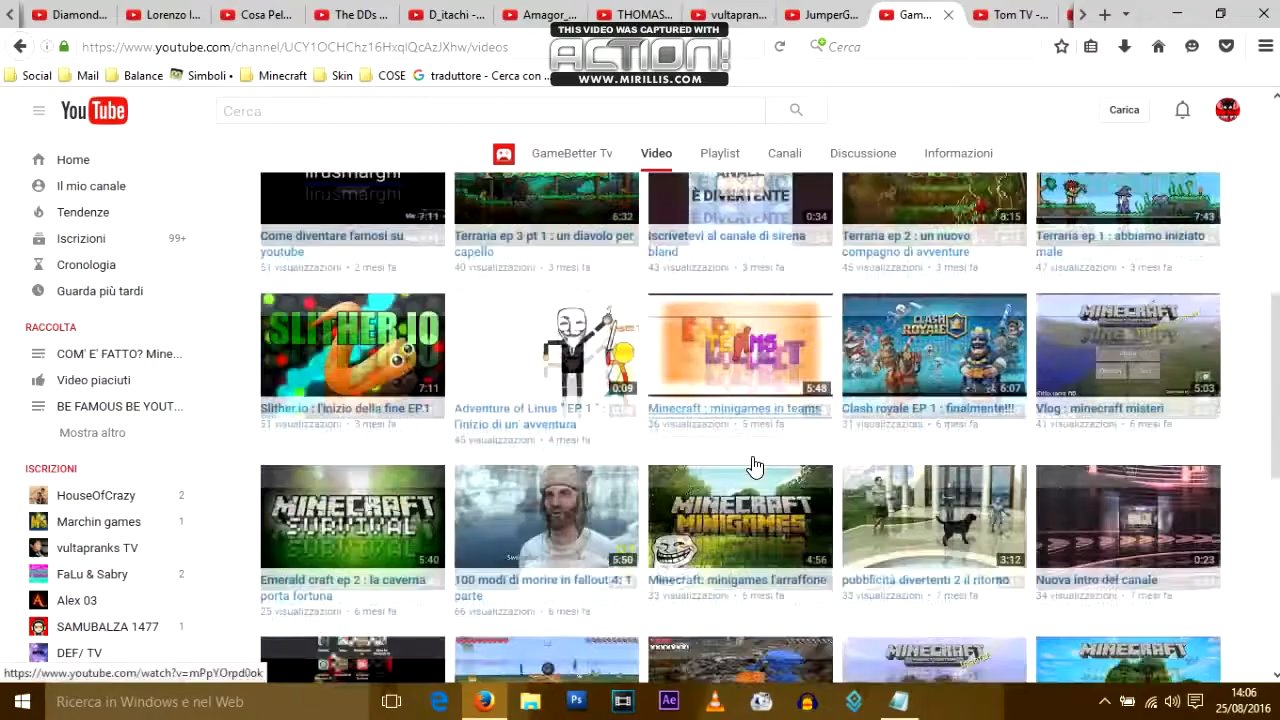 Diamond...
Lorenzo ...
Cosa Pel...
The DDs ...
D_itachi -...
Amagor_...
THOMAS...
vultapran...
JumperG...
Gam...
Tom TV -...
THIS VIDEO WAS CAPTURED WITH
ACTION!
WWW.MIRILLIS.COM
Cerca
Social
Mail
Balance
Simboli •
Minecraft
Skin
COSE
traduttore - Cerca con ...
YouTube
Cerca
Carica
GameBetter Tv
Video
Playlist
Canali
Discussione
Informazioni
Home
Il mio canale
Tendenze
Iscrizioni 99+
Cronologia
Guarda più tardi
RACCOLTA
COM' E' FATTO? Mine...
Video piaciuti
BE FAMOUS BE YOUT...
Mostra altro
ISCRIZIONI
HouseOfCrazy 2
Marchin games 1
vultapranks TV
FaLu & Sabry 2
Alex 03
SAMUBALZA 1477 1
DEF/ TV
È DIVERTENTE
7:11
6:32
0:34
8:15
7:43
Come diventare famosi su
youtube
51 visualizzazioni • 2 mesi fa
Terraria ep 3 pt 1 : un diavolo per
capello
40 visualizzazioni • 3 mesi fa
Iscrivetevi al canale di sirena
bland
43 visualizzazioni • 3 mesi fa
Terraria ep 2 : un nuovo
compagno di avventure
45 visualizzazioni • 3 mesi fa
Terraria ep 1 : abbiamo iniziato
male
47 visualizzazioni • 3 mesi fa
SLITHER.IO
CLASH
ROYALE
MINECRAFT
7:11
0:09
5:48
6:07
5:03
Slither.io : l'inizio della fine EP.1
51 visualizzazioni • 3 mesi fa
Adventure of Linus " EP 1 " :
l'inizio di un' avventura
45 visualizzazioni • 4 mesi fa
Minecraft : minigames in teams
36 visualizzazioni • 5 mesi fa
Clash royale EP 1 : finalmente!!!
31 visualizzazioni • 6 mesi fa
Vlog : minecraft misteri
41 visualizzazioni • 6 mesi fa
MINECRAFT
SURVIVAL
MINECRAFT
MINIGAMES
5:40
5:50
4:56
3:12
0:23
Emerald craft ep 2 : la caverna
porta fortuna
25 visualizzazioni • 6 mesi fa
100 modi di morire in fallout 4: 1
parte
66 visualizzazioni • 6 mesi fa
Minecraft: minigames l'arraffone
33 visualizzazioni • 6 mesi fa
pubblicità divertenti 2 il ritorno
33 visualizzazioni • 7 mesi fa
Nuova intro del canale
34 visualizzazioni • 7 mesi fa
MINECRAFT
MINECRAFT
https://www.youtube.com/watch?v=mPpYOrpd0ok
Ricerca in Windows e nel Web
14:06
25/08/2016